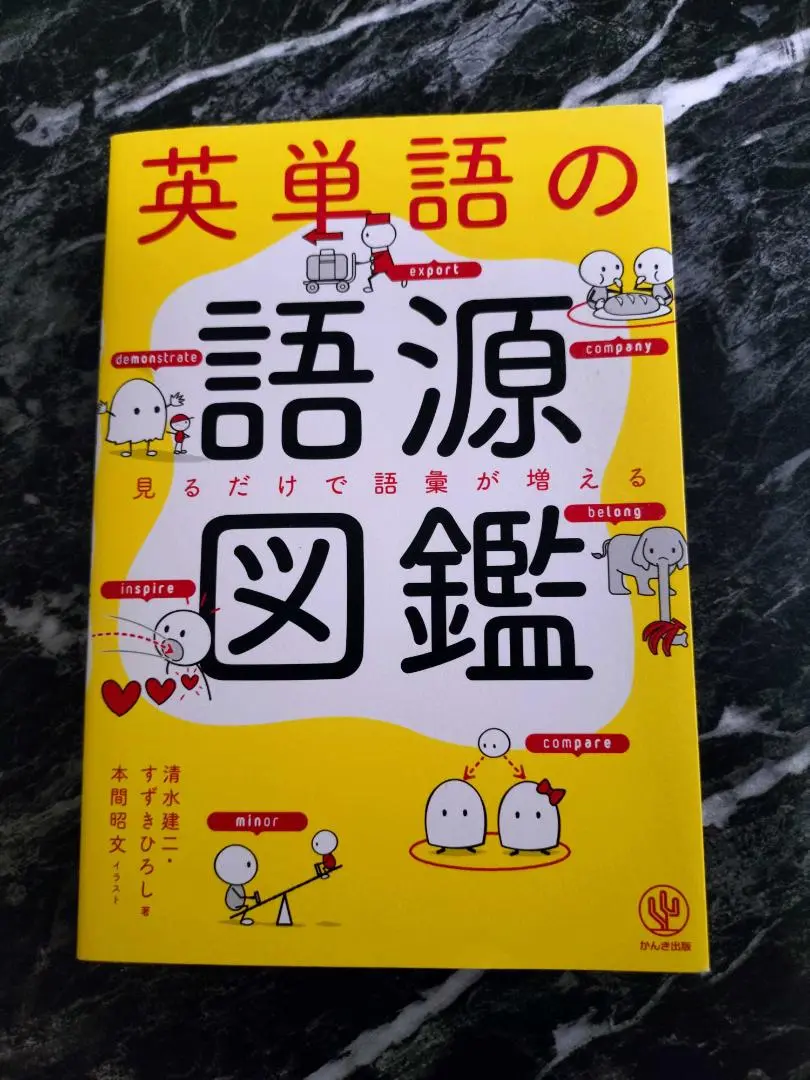 英単語の
export
company
demonstrate
語源
見るだけで語彙が増える
belong
図鑑
inspire
compare
minor
清水建二・
すずきひろし 著
本間昭文 イラスト
かんき出版